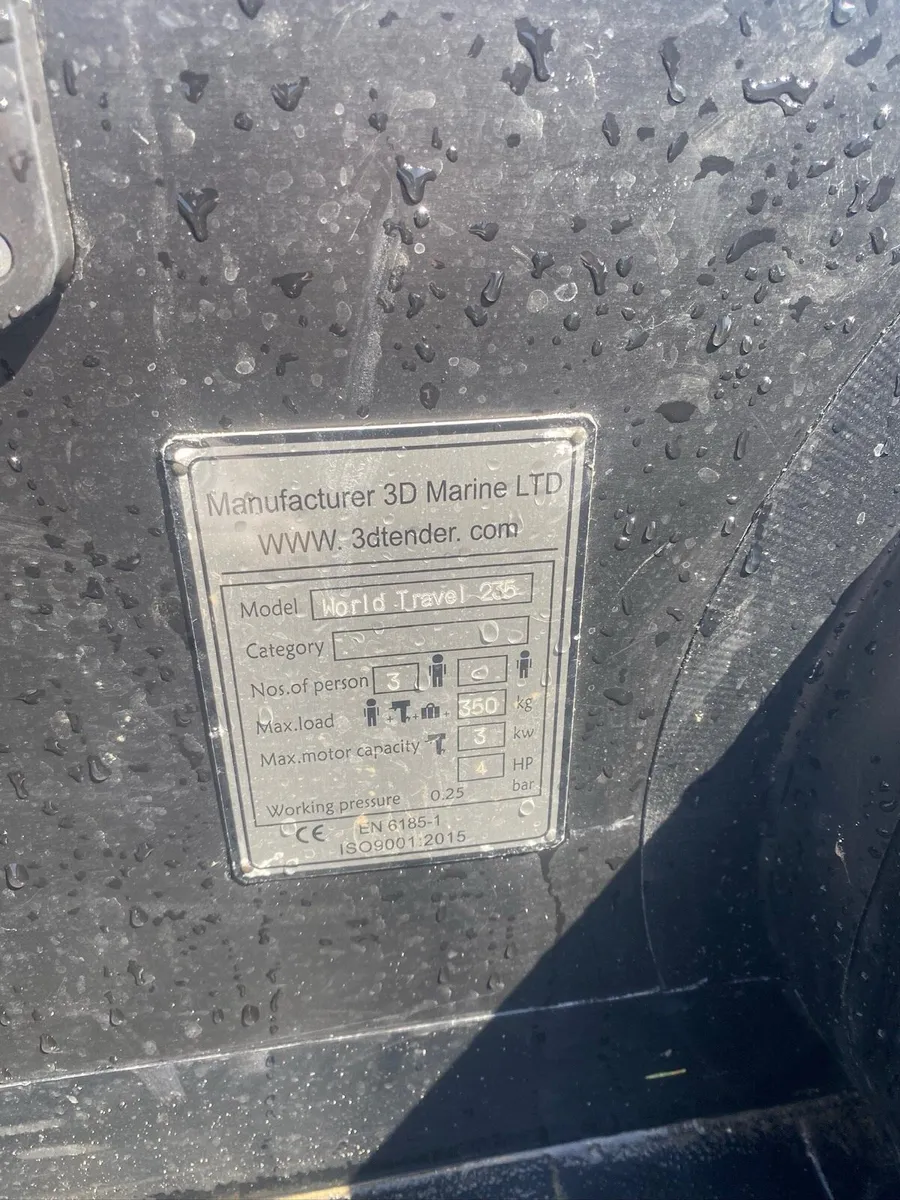 Manufacturer 3D Marine LTD
WWW. 3dtender. com
Model World Travel 235
Category
Nos.of person 3 0
Max.load + + + 350 kg
Max.motor capacity 3 kw
4 HP
Working pressure 0.25 bar
CE EN 6185-1
ISO9001:2015